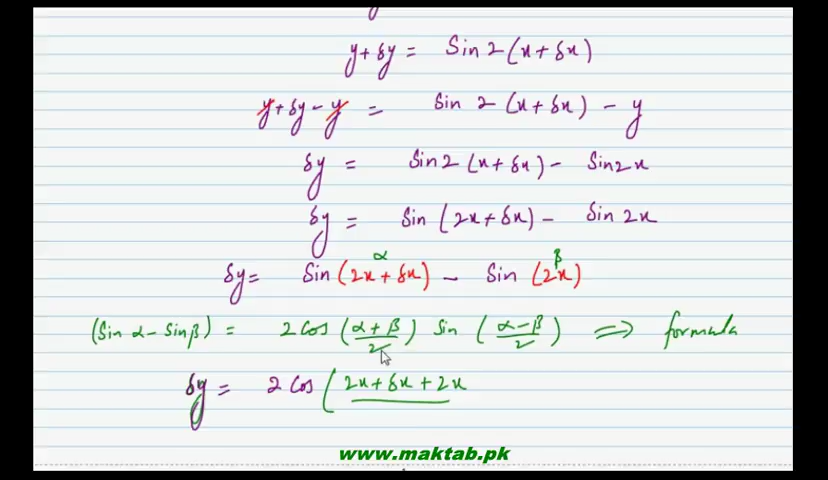 y + δy = Sin 2 (x + δx)
y + δy - y = Sin 2 (x + δx) - y
δy = Sin 2 (x + δx) - Sin 2x
δy = Sin (2x + δx) - Sin 2x
α β
δy = Sin (2x + δx) - Sin (2x)
(Sin α - Sin β) = 2 Cos (α + β / 2) Sin (α - β / 2) ⟹ formula
δy = 2 Cos ( 2x + δx + 2x
www.maktab.pk